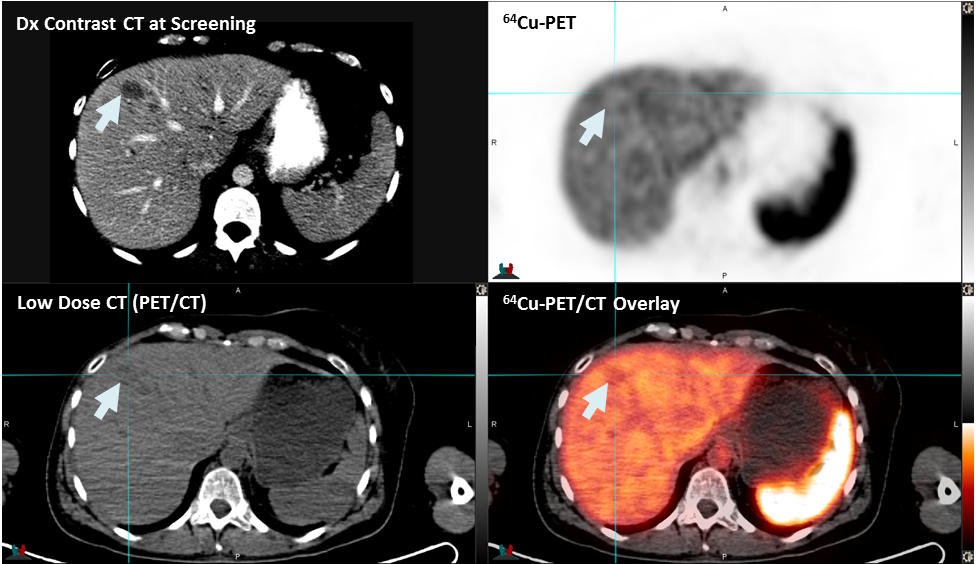 Dx Contrast CT at Screening
⁶⁴Cu-PET
A
R
L
P
Low Dose CT (PET/CT)
⁶⁴Cu-PET/CT Overlay
A
A
R
L
R
L
P
P